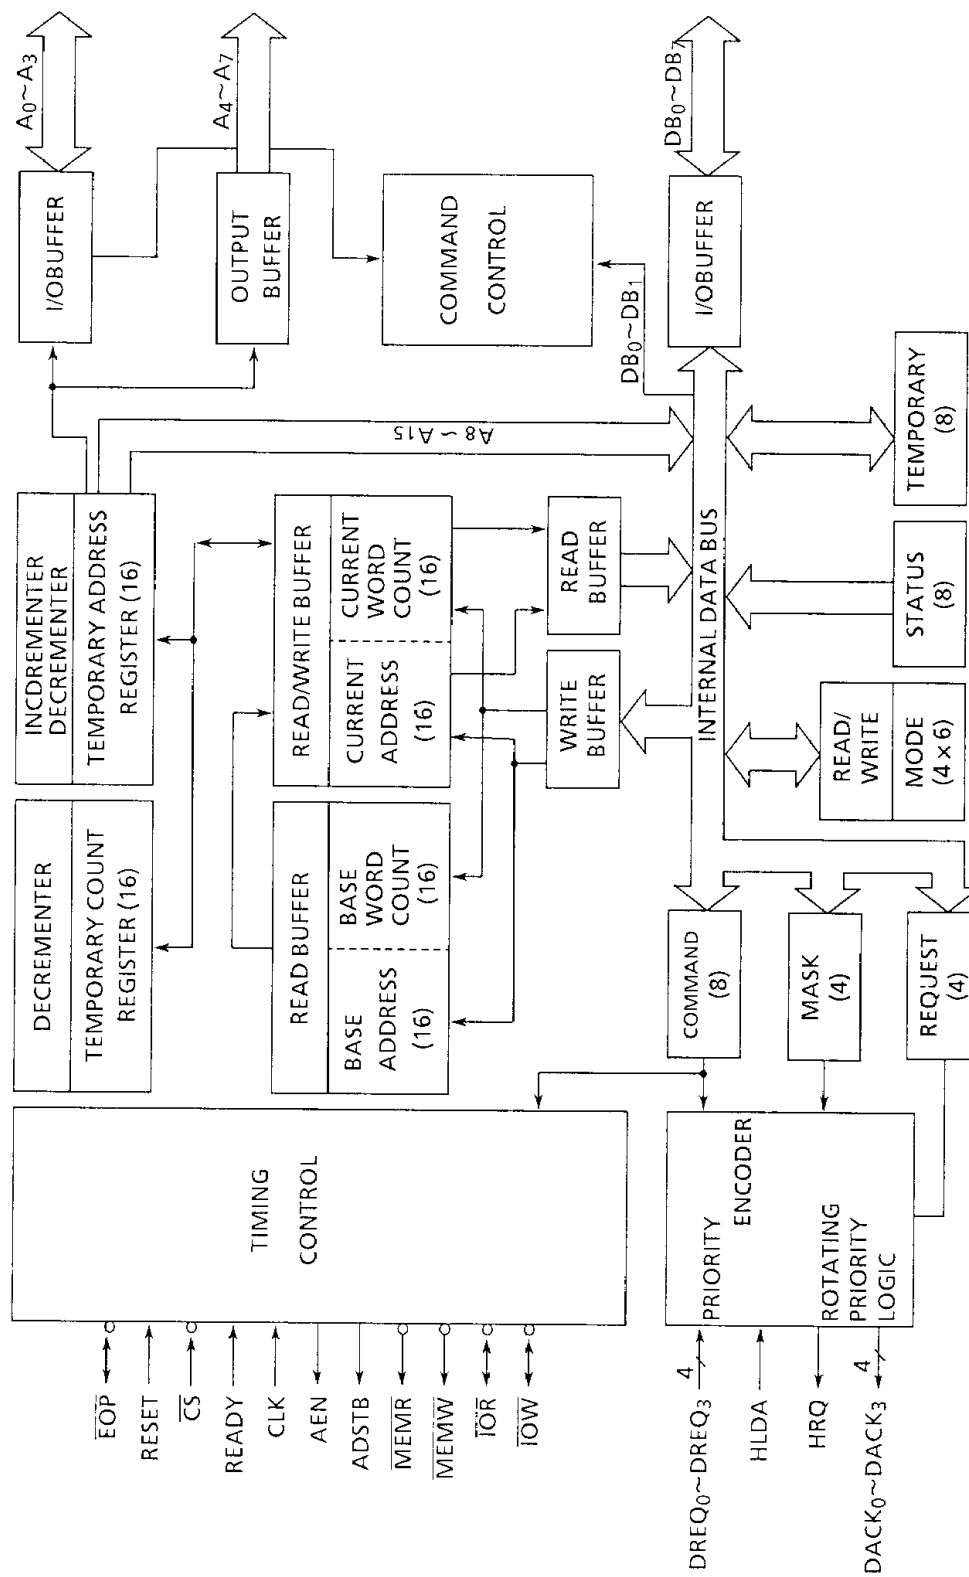 EOP
RESET
CS
READY
CLK
AEN
ADSTB
MEMR
MEMW
IOR
IOW
TIMING
CONTROL
DECREMENTER
TEMPORARY COUNT
REGISTER (16)
INCDREMENTER
DECREMENTER
TEMPORARY ADDRESS
REGISTER (16)
I/OBUFFER
A0~A3
OUTPUT
BUFFER
A4~A7
READ BUFFER
BASE
ADDRESS
(16)
BASE
WORD
COUNT
(16)
READ/WRITE BUFFER
CURRENT
ADDRESS
(16)
CURRENT
WORD
COUNT
(16)
A8~A15
COMMAND
CONTROL
WRITE
BUFFER
READ
BUFFER
DB0~DB1
DREQ0~DREQ3
4
HLDA
HRQ
DACK0~DACK3
4
PRIORITY
ENCODER
ROTATING
PRIORITY
LOGIC
COMMAND
(8)
MASK
(4)
REQUEST
(4)
INTERNAL DATA BUS
I/OBUFFER
DB0~DB7
READ/
WRITE
MODE
(4 × 6)
STATUS
(8)
TEMPORARY
(8)